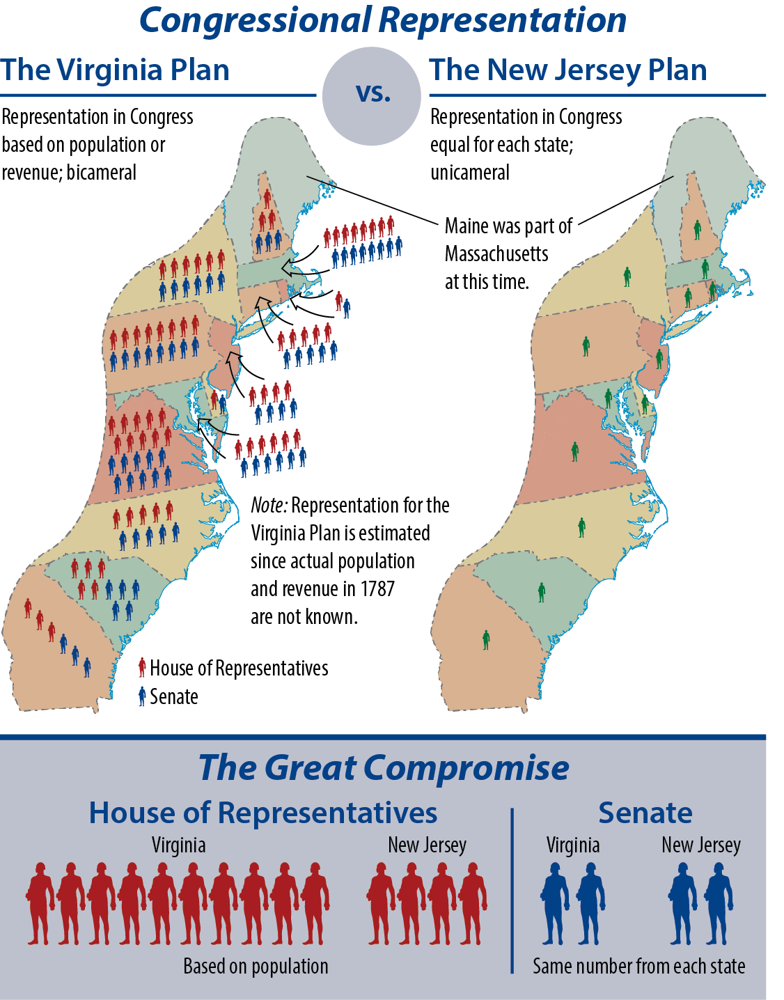 Congressional Representation
The Virginia Plan
vs.
The New Jersey Plan
Representation in Congress
based on population or
revenue; bicameral
Representation in Congress
equal for each state;
unicameral
Maine was part of
Massachusetts
at this time.
Note: Representation for the
Virginia Plan is estimated
since actual population
and revenue in 1787
are not known.
House of Representatives
Senate
The Great Compromise
House of Representatives
Virginia
New Jersey
Based on population
Senate
Virginia
New Jersey
Same number from each state